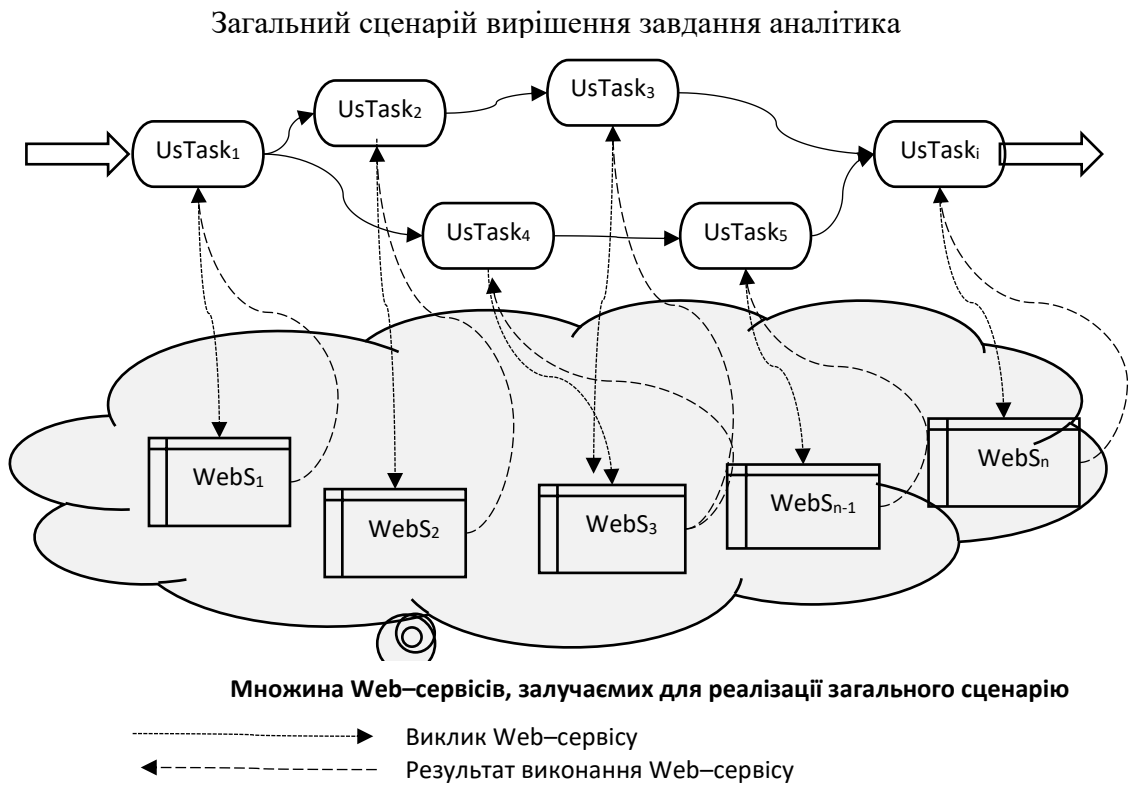 Загальний сценарій вирішення завдання аналітика
UsTask₁
UsTask₂
UsTask₃
UsTaskᵢ
UsTask₄
UsTask₅
WebS₁
WebS₂
WebS₃
WebSₙ₋₁
WebSₙ
Множина Web–сервісів, залучаємих для реалізації загального сценарію
Виклик Web–сервісу
Результат виконання Web–сервісу